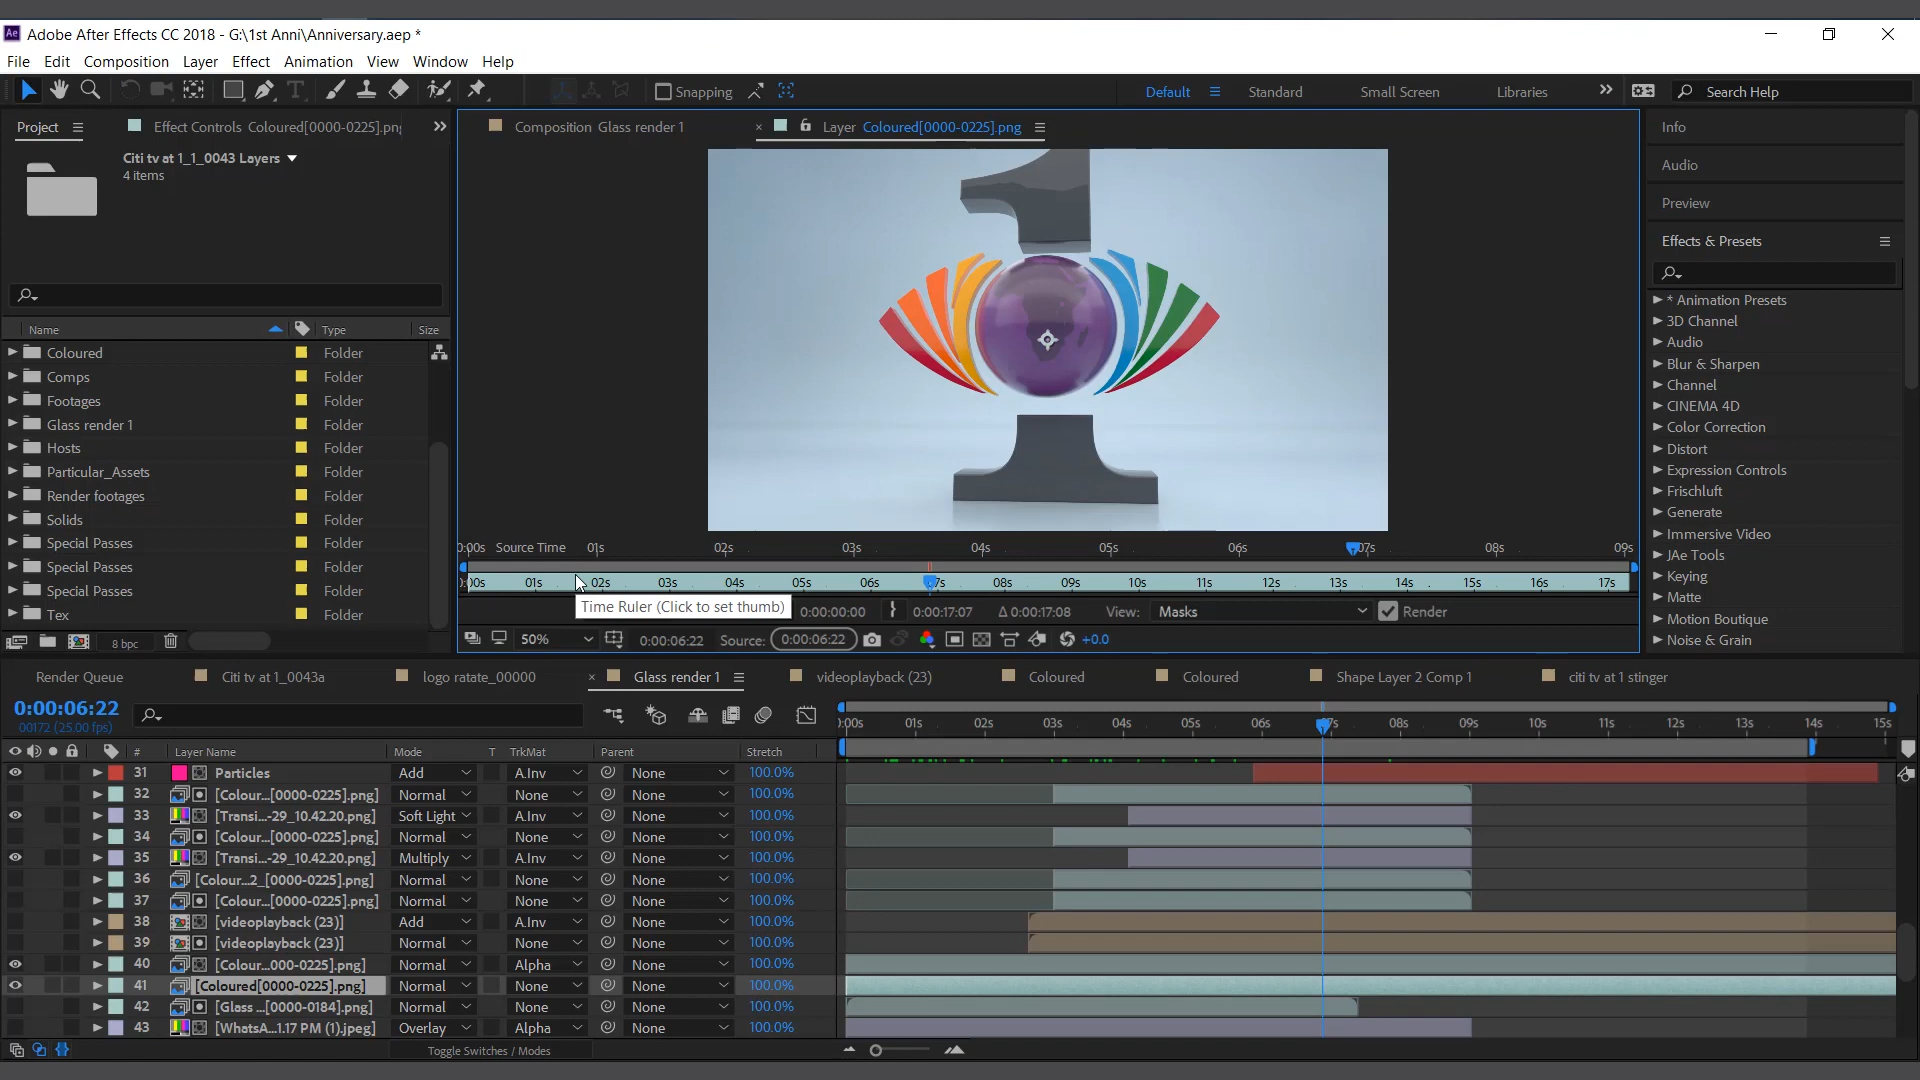 Adobe After Effects CC 2018 - G:\1st Anni\Anniversary.aep *
File Edit Composition Layer Effect Animation View Window Help
Snapping Default Standard Small Screen Libraries Search Help
Project Effect Controls Coloured[0000-0225].pn
Citi tv at 1_1_0043 Layers
4 items
Name Type Size
Coloured Folder
Comps Folder
Footages Folder
Glass render 1 Folder
Hosts Folder
Particular_Assets Folder
Render footages Folder
Solids Folder
Special Passes Folder
Special Passes Folder
Special Passes Folder
Tex Folder
8 bpc
Composition Glass render 1 Layer Coloured[0000-0225].png
0:00s Source Time 01s 02s 03s 04s 05s 06s 07s 08s 09s
00s 01s 02s 03s 04s 05s 06s 7s 08s 09s 10s 11s 12s 13s 14s 15s 16s 17s
Time Ruler (Click to set thumb) 0:00:00:00 0:00:17:07 Δ 0:00:17:08 View: Masks Render
50% 0:00:06:22 Source: 0:00:06:22 +0.0
Info
Audio
Preview
Effects & Presets
* Animation Presets
3D Channel
Audio
Blur & Sharpen
Channel
CINEMA 4D
Color Correction
Distort
Expression Controls
Frischluft
Generate
Immersive Video
JAe Tools
Keying
Matte
Motion Boutique
Noise & Grain
Render Queue Citi tv at 1_0043a logo ratate_00000 Glass render 1 videoplayback (23) Coloured Coloured Shape Layer 2 Comp 1 citi tv at 1 stinger
0:00:06:22
00172 (25.00 fps)
:00s 01s 02s 03s 04s 05s 06s 7s 08s 09s 10s 11s 12s 13s 14s 15s
# Layer Name Mode T TrkMat Parent Stretch
31 Particles Add A.Inv None 100.0%
32 [Colour...[0000-0225].png] Normal None None 100.0%
33 [Transi...-29_10.42.20.png] Soft Light A.Inv None 100.0%
34 [Colour...[0000-0225].png] Normal None None 100.0%
35 [Transi...-29_10.42.20.png] Multiply A.Inv None 100.0%
36 [Colour...2_[0000-0225].png] Normal None None 100.0%
37 [Colour...[0000-0225].png] Normal None None 100.0%
38 [videoplayback (23)] Add A.Inv None 100.0%
39 [videoplayback (23)] Normal None None 100.0%
40 [Colour...000-0225].png] Normal Alpha None 100.0%
41 [Coloured[0000-0225].png] Normal None None 100.0%
42 [Glass ...[0000-0184].png] Normal None None 100.0%
43 [WhatsA...1.17 PM (1).jpeg] Overlay Alpha None 100.0%
Toggle Switches / Modes